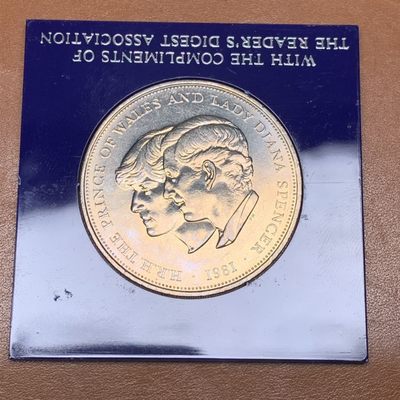 WITH THE COMPLIMENTS OF
THE READER'S DIGEST ASSOCIATION
H.R.H. THE PRINCE OF WALES AND LADY DIANA SPENCER
· 1981 ·